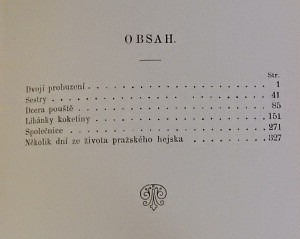 OBSAH.
Str.
Dvojí probuzení . . . . . . . . . . 1
Sestry . . . . . . . . . . 41
Dcera pouště . . . . . . . . . . 85
Líbánky koketiny . . . . . . . . . . 151
Společnice . . . . . . . . . . 271
Několik dní ze života pražského hejska . . . . . 327